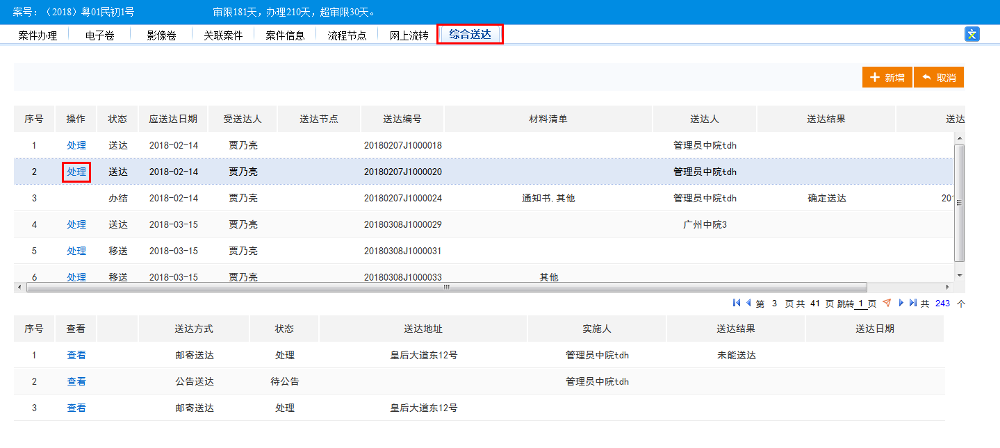 案号：（2018）粤01民初1号 审限181天，办理210天，超审限30天。
案件办理 电子卷 影像卷 关联案件 案件信息 流程节点 网上流转 综合送达
新增 取消
序号 操作 状态 应送达日期 受送达人 送达节点 送达编号 材料清单 送达人 送达结果 送达
1 处理 送达 2018-02-14 贾乃亮 20180207J1000018 管理员中院tdh
2 处理 送达 2018-02-14 贾乃亮 20180207J1000020 管理员中院tdh
3 办结 2018-02-14 贾乃亮 20180207J1000024 通知书,其他 管理员中院tdh 确定送达 201
4 处理 送达 2018-03-15 贾乃亮 20180308J1000029 广州中院3
5 处理 移送 2018-03-15 贾乃亮 20180308J1000031
6 处理 移送 2018-03-15 贾乃亮 20180308J1000033 其他
第 3 页共 41 页 跳转 1 页 共 243 个
序号 查看 送达方式 状态 送达地址 实施人 送达结果 送达日期
1 查看 邮寄送达 处理 皇后大道东12号 管理员中院tdh 未能送达
2 查看 公告送达 待公告 管理员中院tdh
3 查看 邮寄送达 处理 皇后大道东12号